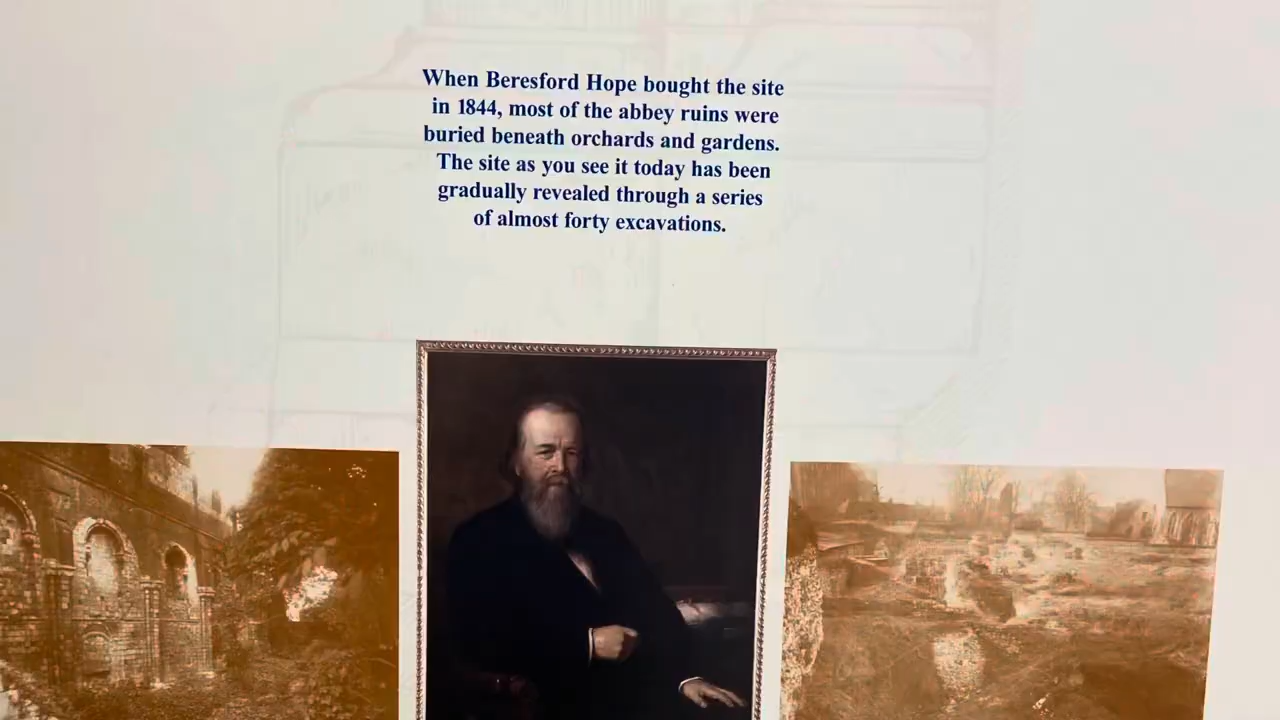 When Beresford Hope bought the site
in 1844, most of the abbey ruins were
buried beneath orchards and gardens.
The site as you see it today has been
gradually revealed through a series
of almost forty excavations.